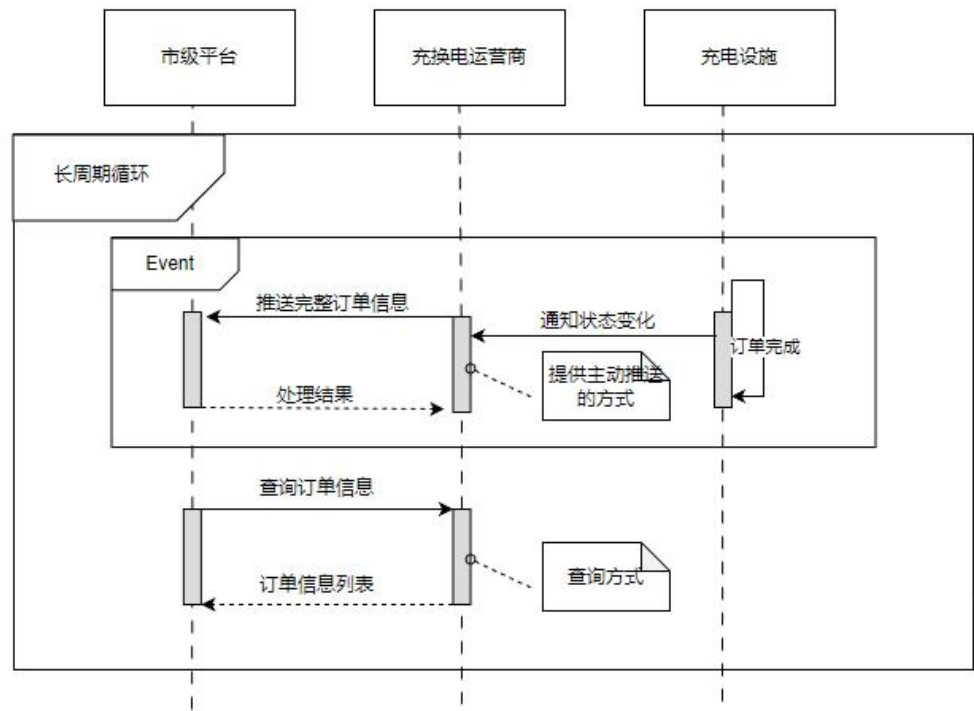 市级平台
充换电运营商
充电设施
长周期循环
Event
推送完整订单信息
通知状态变化
订单完成
提供主动推送
的方式
处理结果
查询订单信息
查询方式
订单信息列表